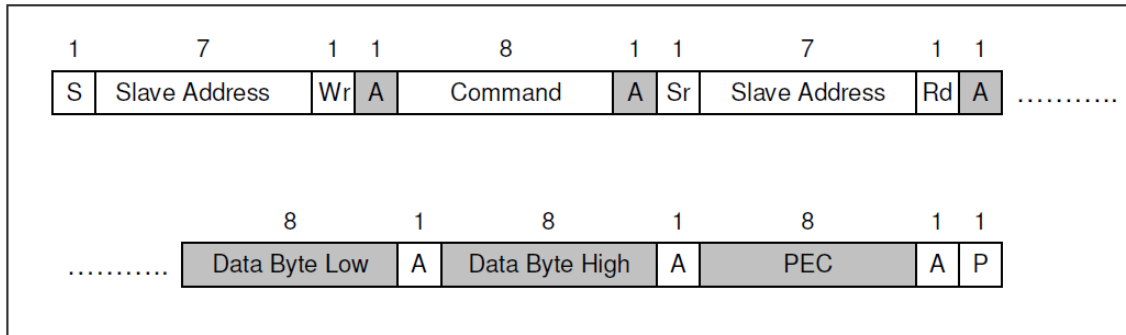 1 7 1 1 8 1 1 7 1 1
S Slave Address Wr A Command A Sr Slave Address Rd A ...........
8 1 8 1 8 1 1
........... Data Byte Low A Data Byte High A PEC A P